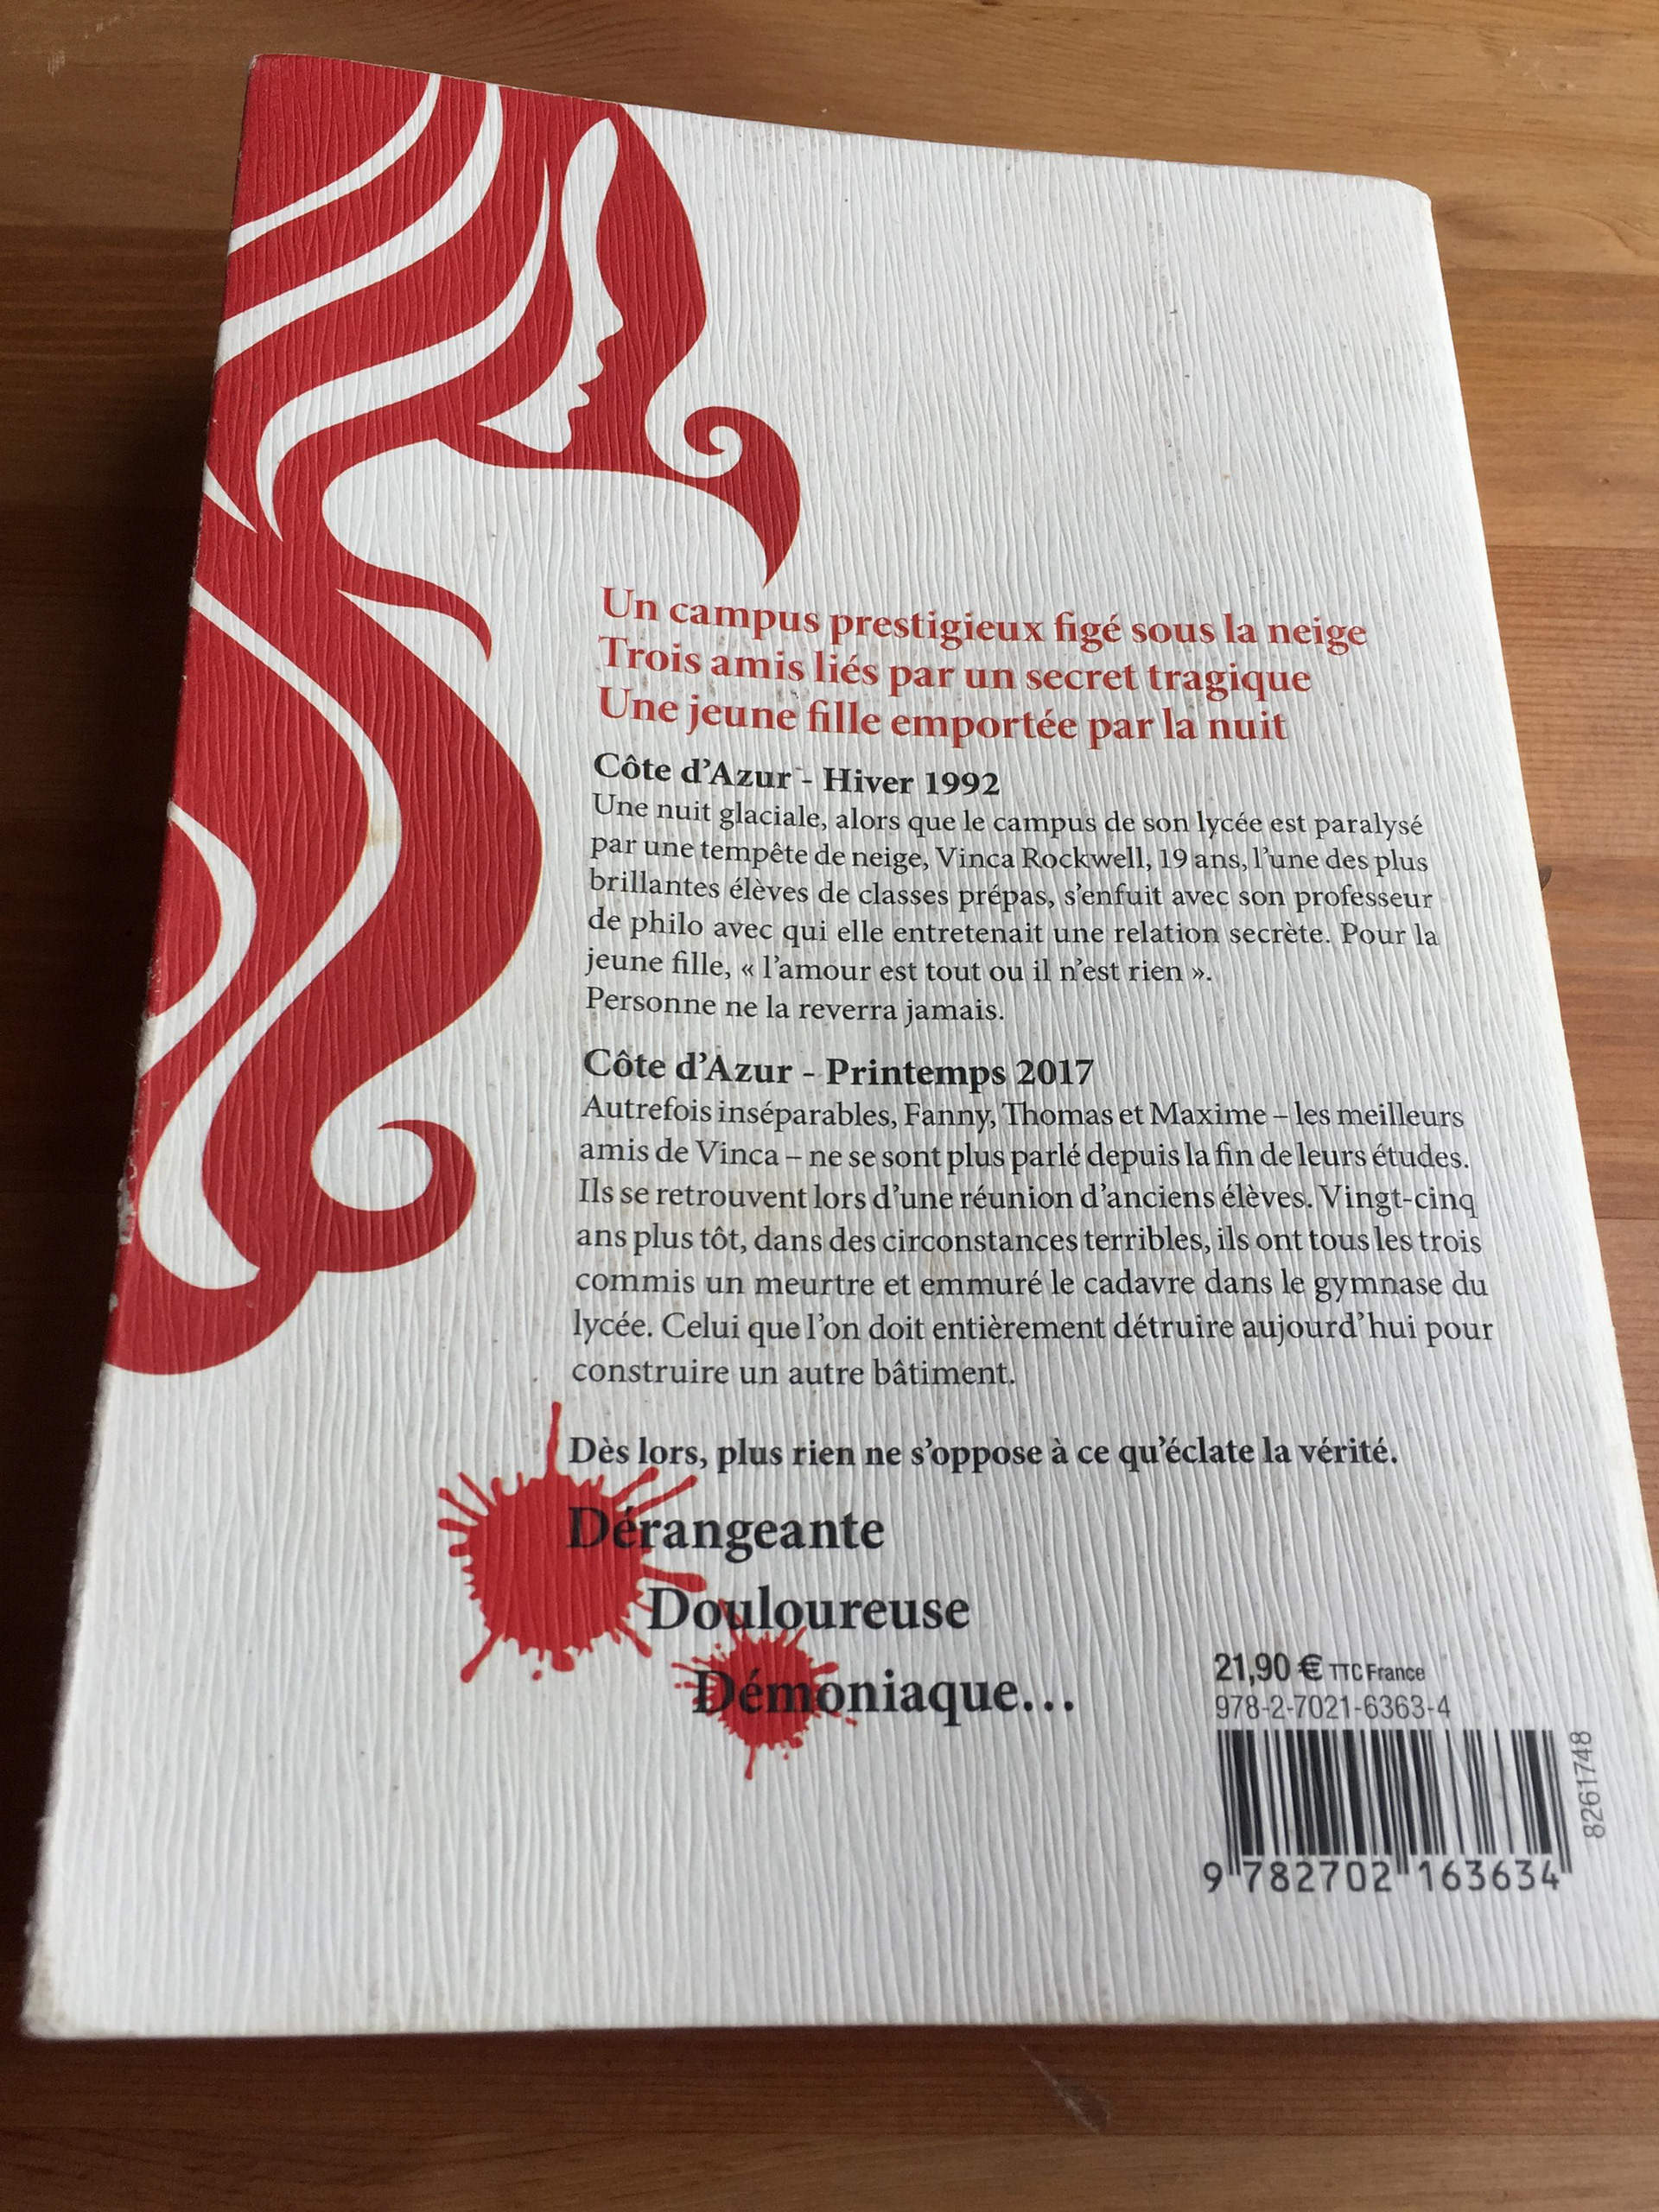 Un campus prestigieux figé sous la neige
Trois amis liés par un secret tragique
Une jeune fille emportée par la nuit
Côte d'Azur - Hiver 1992
Une nuit glaciale, alors que le campus de son lycée est paralysé
par une tempête de neige, Vinca Rockwell, 19 ans, l'une des plus
brillantes élèves de classes prépas, s'enfuit avec son professeur
de philo avec qui elle entretenait une relation secrète. Pour la
jeune fille, « l'amour est tout ou il n'est rien ».
Personne ne la reverra jamais.
Côte d'Azur - Printemps 2017
Autrefois inséparables, Fanny, Thomas et Maxime – les meilleurs
amis de Vinca – ne se sont plus parlé depuis la fin de leurs études.
Ils se retrouvent lors d'une réunion d'anciens élèves. Vingt-cinq
ans plus tôt, dans des circonstances terribles, ils ont tous les trois
commis un meurtre et emmuré le cadavre dans le gymnase du
lycée. Celui que l'on doit entièrement détruire aujourd'hui pour
construire un autre bâtiment.
Dès lors, plus rien ne s'oppose à ce qu'éclate la vérité.
Dérangeante
Douloureuse
Démoniaque...
21,90 € TTC France
978-2-7021-6363-4
8261748
9 782702 163634